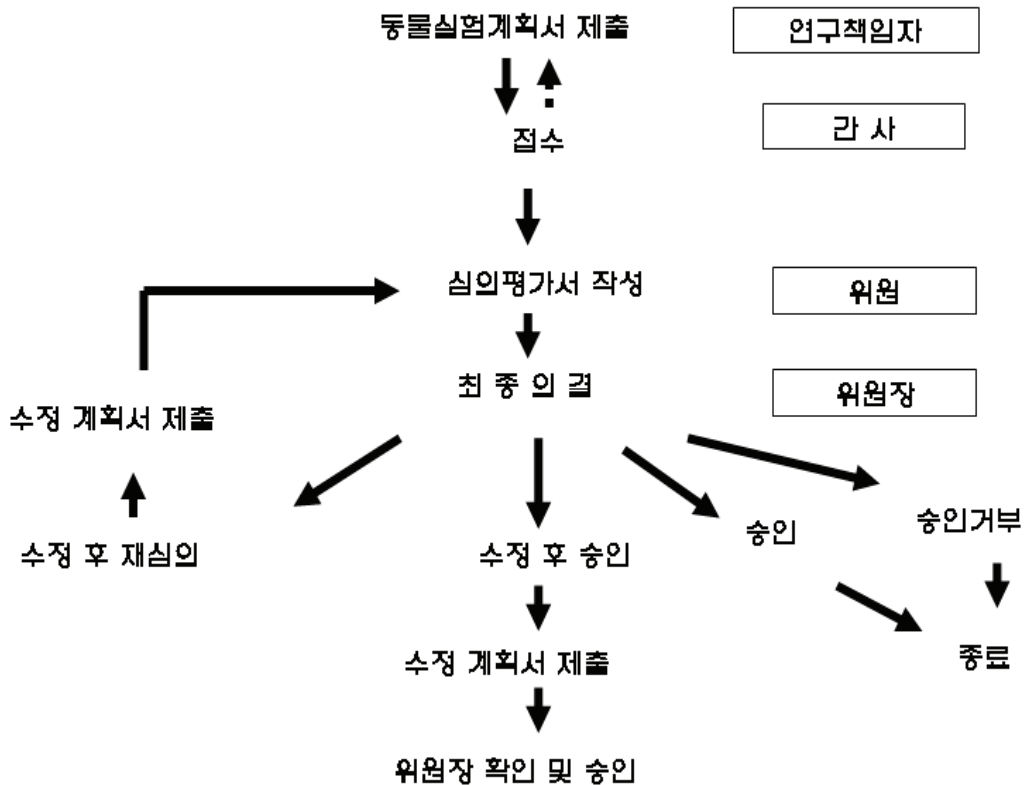 동물실험계획서 제출
연구책임자
접수
간 사
심의평가서 작성
위원
최 종 의 결
위원장
수정 계획서 제출
수정 후 재심의
수정 후 승인
승인
승인거부
수정 계획서 제출
종료
위원장 확인 및 승인